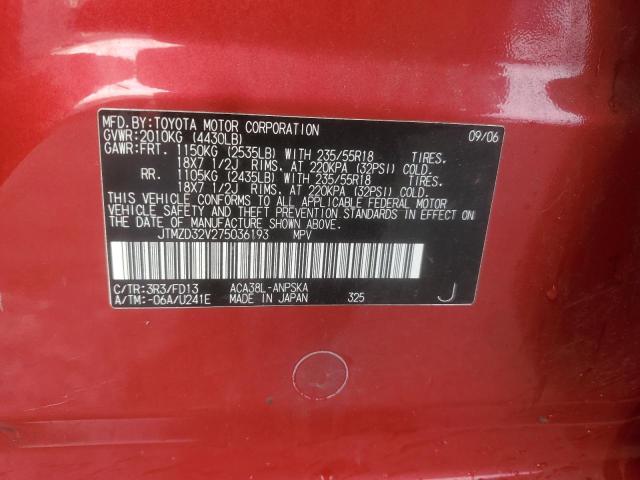 MFD.BY:TOYOTA MOTOR CORPORATION 09/06
GVWR:2010KG (4430LB)
GAWR:FRT. 1150KG (2535LB) WITH 235/55R18 TIRES.
18X7 1/2J RIMS. AT 220KPA (32PSI) COLD.
RR. 1105KG (2435LB) WITH 235/55R18 TIRES.
18X7 1/2J RIMS. AT 220KPA (32PSI) COLD.
THIS VEHICLE CONFORMS TO ALL APPLICABLE FEDERAL MOTOR
VEHICLE SAFETY AND THEFT PREVENTION STANDARDS IN EFFECT
ON THE DATE OF MANUFACTURE SHOWN ABOVE.
JTMZD32V275036193 MPV
C/TR:3R3/FD13 ACA38L-ANPSKA
A/TM:-06A/U241E MADE IN JAPAN 325 J